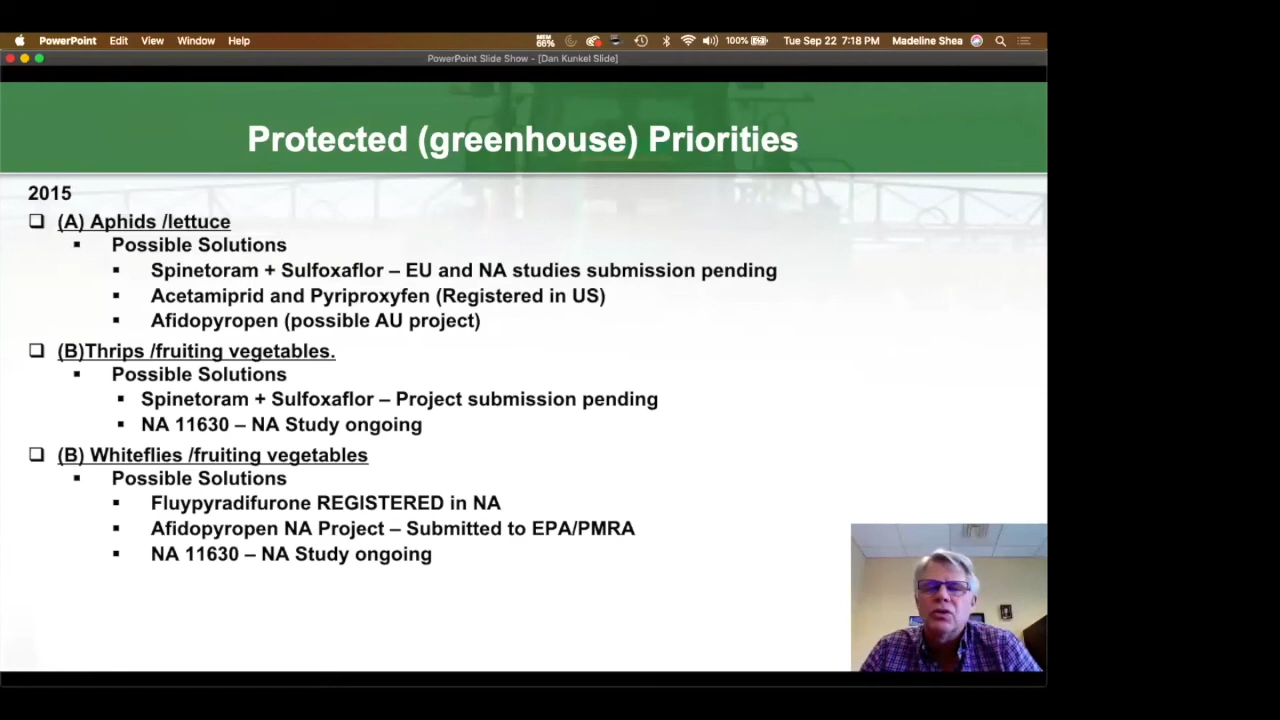 PowerPoint Edit View Window Help MEM 66% 100% Tue Sep 22 7:18 PM Madeline Shea
PowerPoint Slide Show - [Dan Kunkel Slide]
Protected (greenhouse) Priorities
2015
(A) Aphids /lettuce
Possible Solutions
Spinetoram + Sulfoxaflor – EU and NA studies submission pending
Acetamiprid and Pyriproxyfen (Registered in US)
Afidopyropen (possible AU project)
(B)Thrips /fruiting vegetables.
Possible Solutions
Spinetoram + Sulfoxaflor – Project submission pending
NA 11630 – NA Study ongoing
(B) Whiteflies /fruiting vegetables
Possible Solutions
Fluypyradifurone REGISTERED in NA
Afidopyropen NA Project – Submitted to EPA/PMRA
NA 11630 – NA Study ongoing